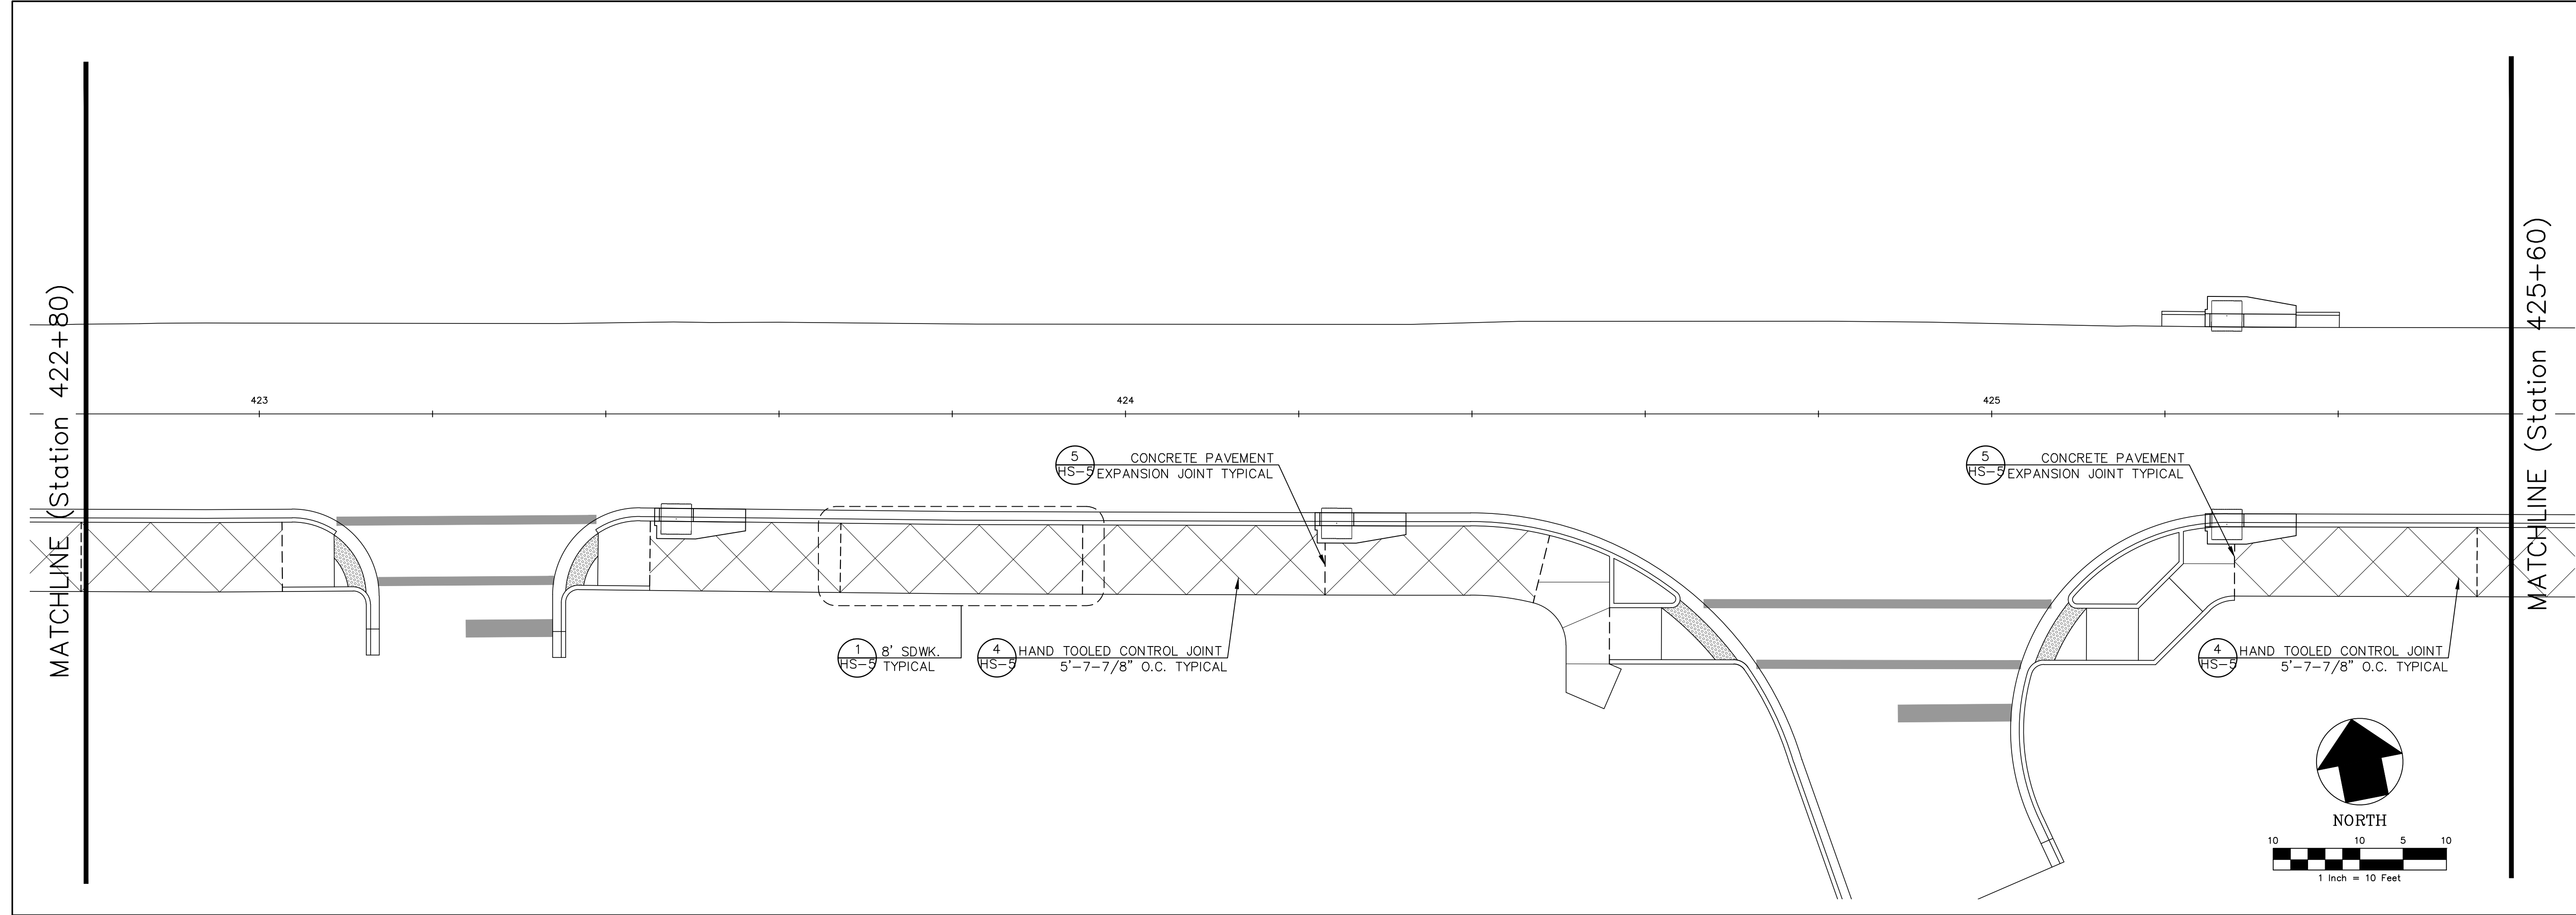 MATCHLINE (Station 422+80)
423
424
425
MATCHLINE (Station 425+60)
5
HS-5
CONCRETE PAVEMENT
EXPANSION JOINT TYPICAL
5
HS-5
CONCRETE PAVEMENT
EXPANSION JOINT TYPICAL
1
HS-5
8' SDWK.
TYPICAL
4
HS-5
HAND TOOLED CONTROL JOINT
5'-7-7/8" O.C. TYPICAL
4
HS-5
HAND TOOLED CONTROL JOINT
5'-7-7/8" O.C. TYPICAL
NORTH
10 10 5 10
1 Inch = 10 Feet